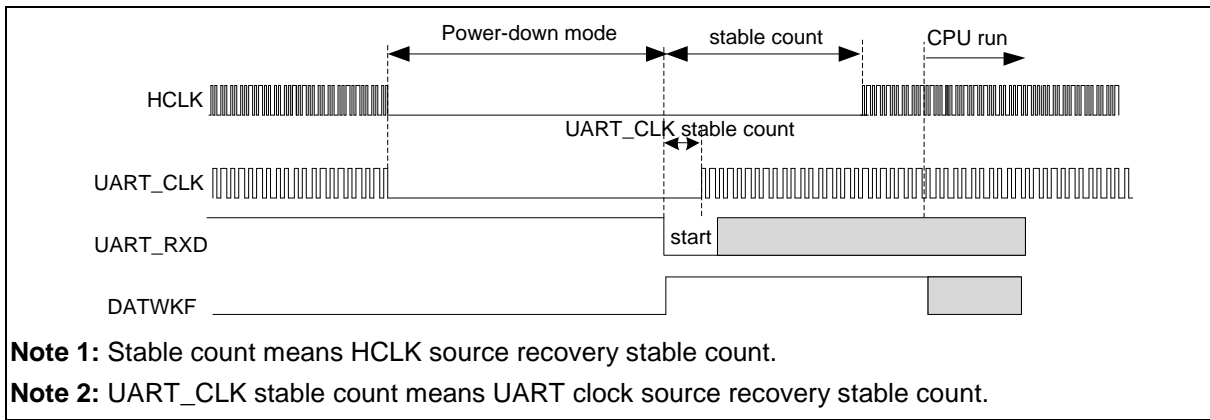 Power-down mode
stable count
CPU run
HCLK
UART_CLK stable count
UART_CLK
UART_RXD
start
DATWKF
Note 1: Stable count means HCLK source recovery stable count.
Note 2: UART_CLK stable count means UART clock source recovery stable count.